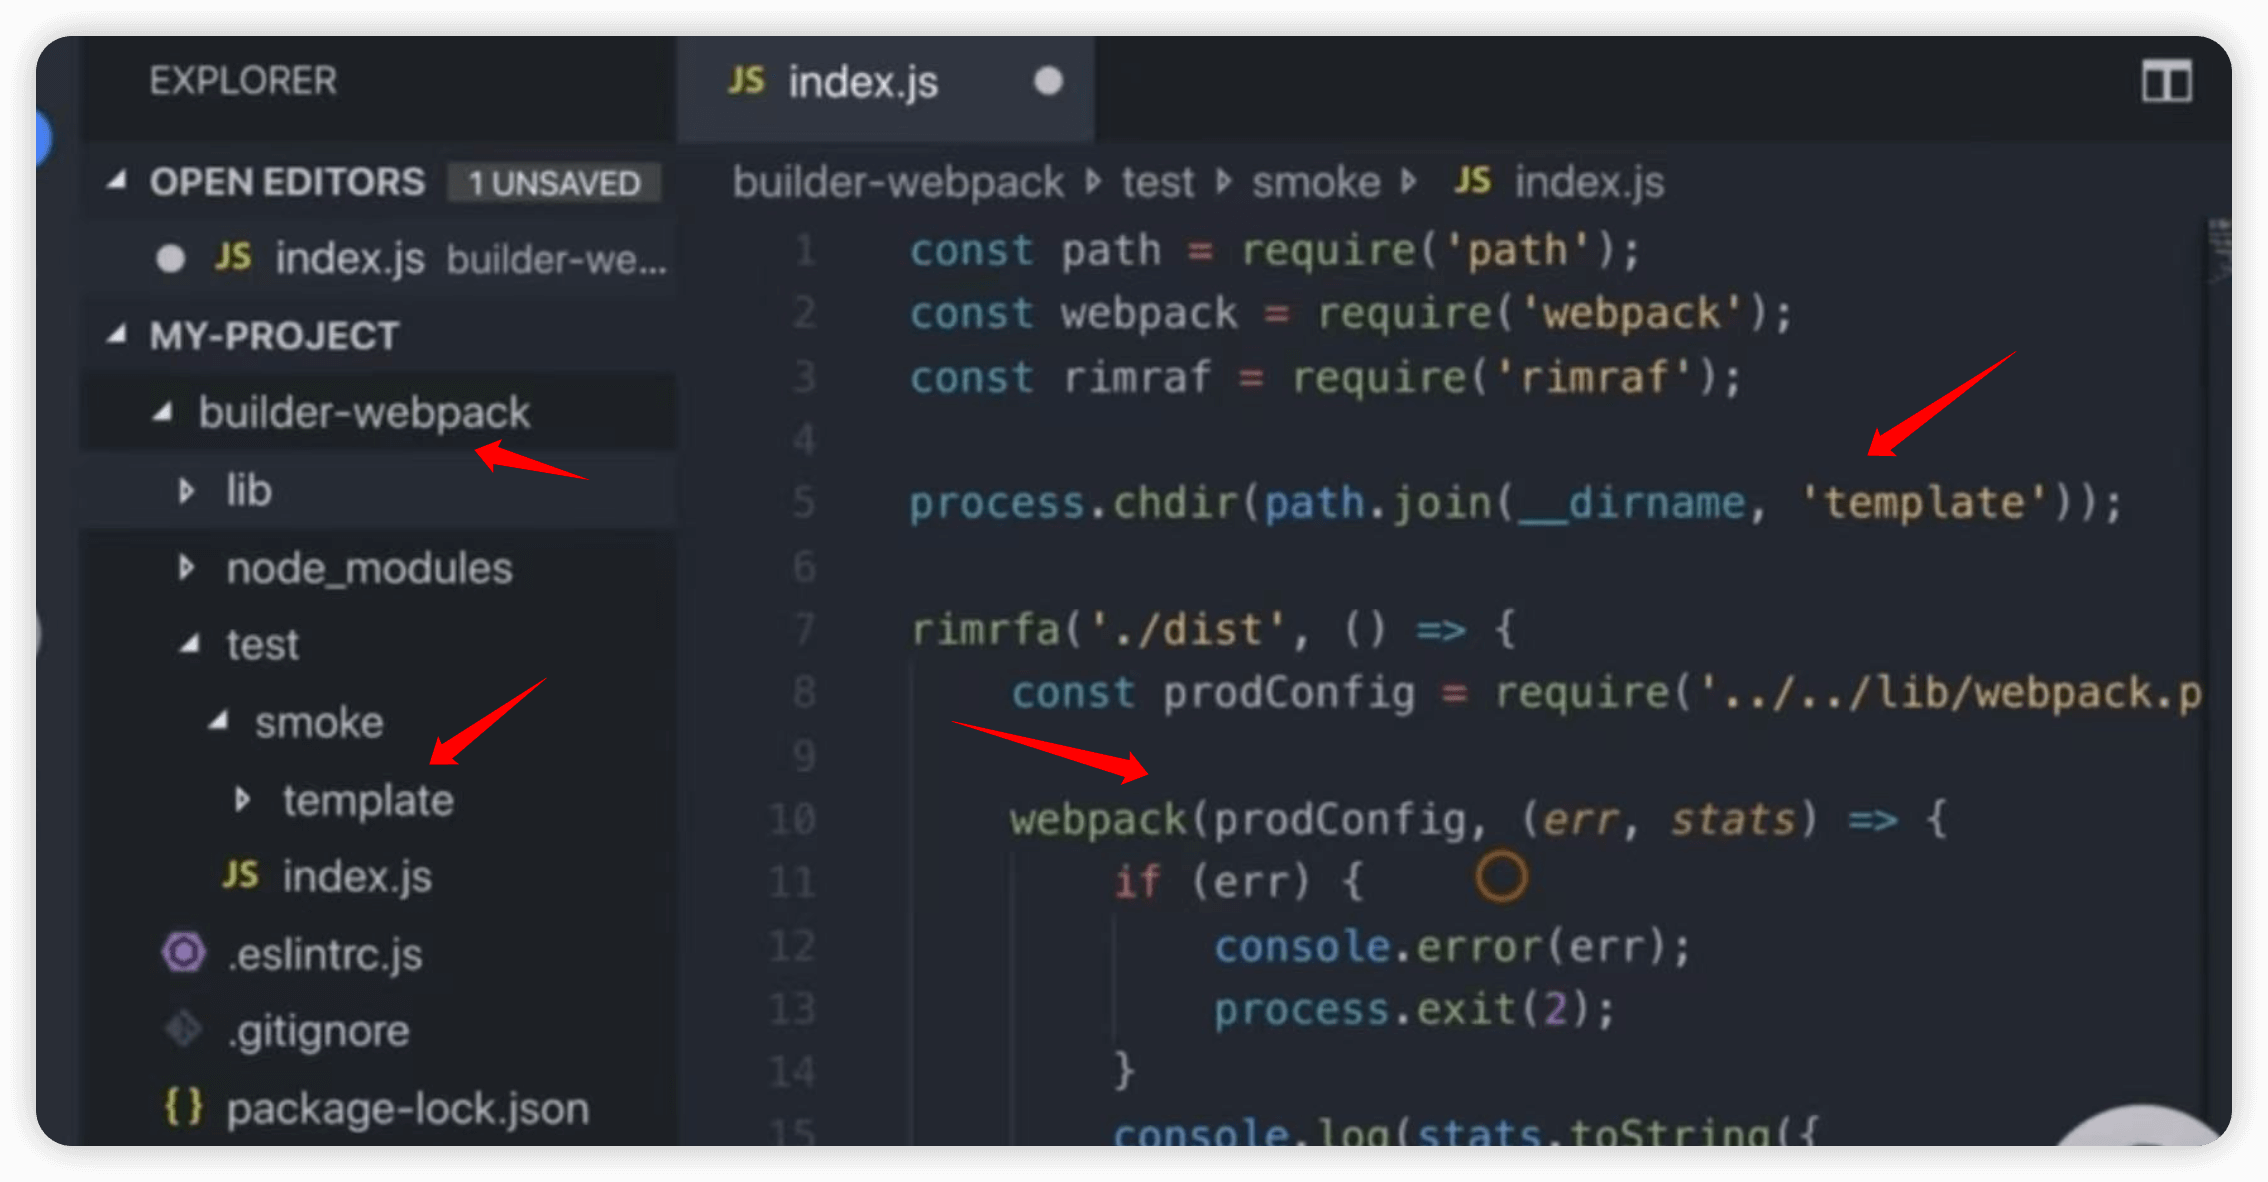 EXPLORER
OPEN EDITORS 1 UNSAVED
JS index.js builder-we...
MY-PROJECT
builder-webpack
lib
node_modules
test
smoke
template
JS index.js
.eslintrc.js
.gitignore
{} package-lock.json
JS index.js
builder-webpack test smoke JS index.js
1 const path = require('path');
2 const webpack = require('webpack');
3 const rimraf = require('rimraf');
4
5 process.chdir(path.join(__dirname, 'template'));
6
7 rimrfa('./dist', () => {
8 const prodConfig = require('../../lib/webpack.p
9
10 webpack(prodConfig, (err, stats) => {
11 if (err) {
12 console.error(err);
13 process.exit(2);
14 }
15 console.log(stats.toString({